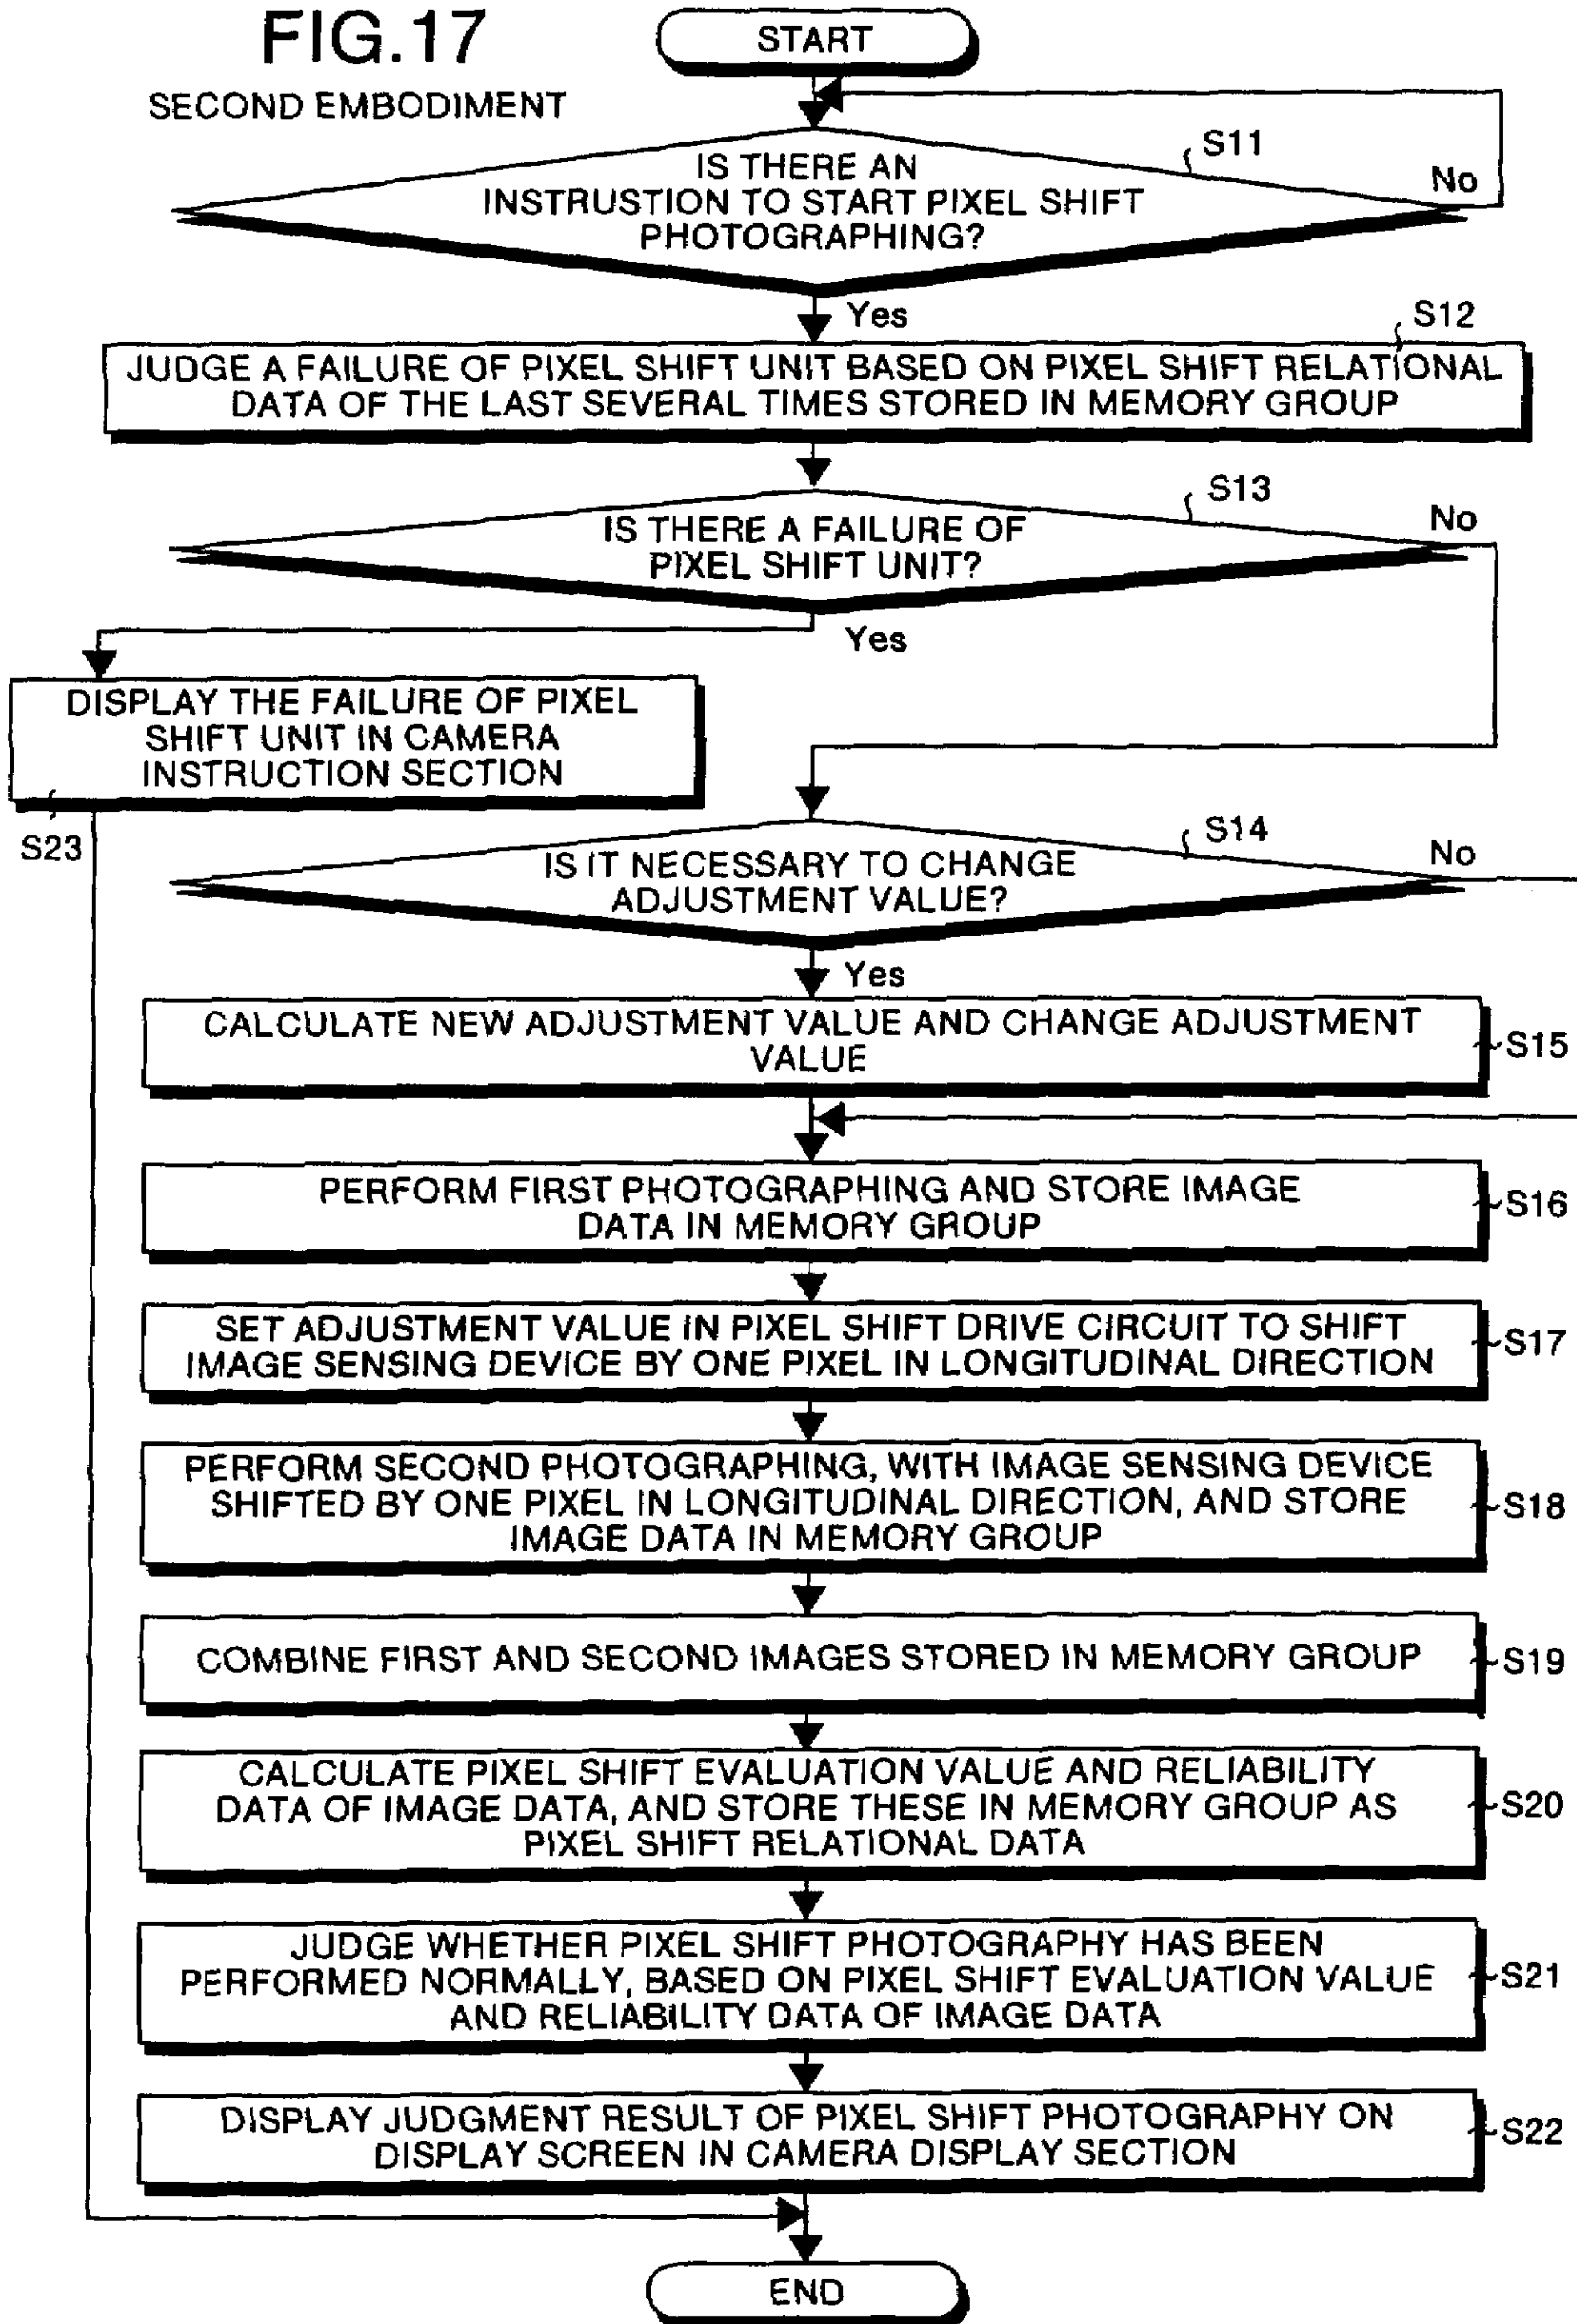 FIG.17
SECOND EMBODIMENT
START
IS THERE AN
INSTRUSTION TO START PIXEL SHIFT
PHOTOGRAPHING?
S11
No
Yes
S12
JUDGE A FAILURE OF PIXEL SHIFT UNIT BASED ON PIXEL SHIFT RELATIONAL
DATA OF THE LAST SEVERAL TIMES STORED IN MEMORY GROUP
S13
IS THERE A FAILURE OF
PIXEL SHIFT UNIT?
No
Yes
DISPLAY THE FAILURE OF PIXEL
SHIFT UNIT IN CAMERA
INSTRUCTION SECTION
S23
S14
IS IT NECESSARY TO CHANGE
ADJUSTMENT VALUE?
No
Yes
CALCULATE NEW ADJUSTMENT VALUE AND CHANGE ADJUSTMENT
VALUE
S15
PERFORM FIRST PHOTOGRAPHING AND STORE IMAGE
DATA IN MEMORY GROUP
S16
SET ADJUSTMENT VALUE IN PIXEL SHIFT DRIVE CIRCUIT TO SHIFT
IMAGE SENSING DEVICE BY ONE PIXEL IN LONGITUDINAL DIRECTION
S17
PERFORM SECOND PHOTOGRAPHING, WITH IMAGE SENSING DEVICE
SHIFTED BY ONE PIXEL IN LONGITUDINAL DIRECTION, AND STORE
IMAGE DATA IN MEMORY GROUP
S18
COMBINE FIRST AND SECOND IMAGES STORED IN MEMORY GROUP
S19
CALCULATE PIXEL SHIFT EVALUATION VALUE AND RELIABILITY
DATA OF IMAGE DATA, AND STORE THESE IN MEMORY GROUP AS
PIXEL SHIFT RELATIONAL DATA
S20
JUDGE WHETHER PIXEL SHIFT PHOTOGRAPHY HAS BEEN
PERFORMED NORMALLY, BASED ON PIXEL SHIFT EVALUATION VALUE
AND RELIABILITY DATA OF IMAGE DATA
S21
DISPLAY JUDGMENT RESULT OF PIXEL SHIFT PHOTOGRAPHY ON
DISPLAY SCREEN IN CAMERA DISPLAY SECTION
S22
END